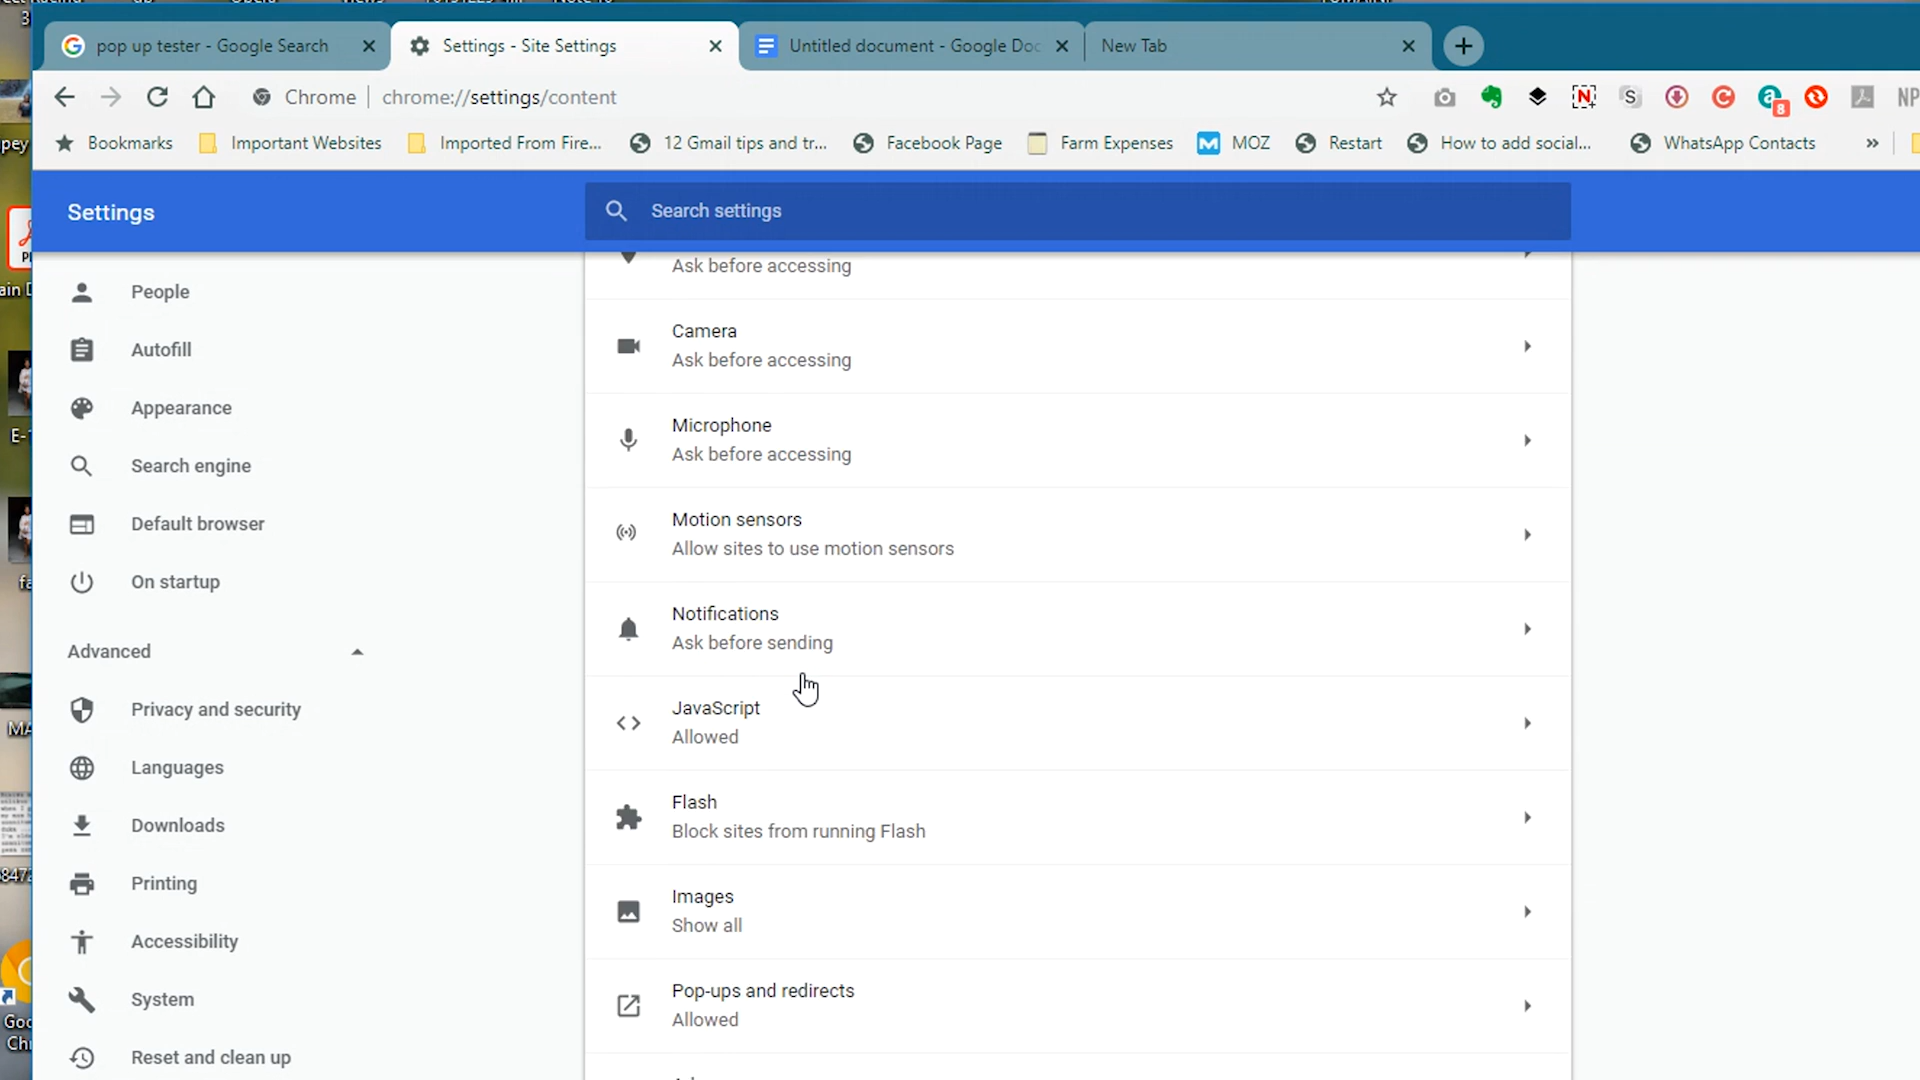 pop up tester - Google Search
Settings - Site Settings
Untitled document - Google Doc
New Tab
Chrome
chrome://settings/content
8
NP
Bookmarks
Important Websites
Imported From Fire...
12 Gmail tips and tr...
Facebook Page
Farm Expenses
MOZ
Restart
How to add social...
WhatsApp Contacts
»
Settings
Search settings
People
Autofill
Appearance
Search engine
Default browser
On startup
Advanced
Privacy and security
Languages
Downloads
Printing
Accessibility
System
Reset and clean up
Ask before accessing
Camera
Ask before accessing
Microphone
Ask before accessing
Motion sensors
Allow sites to use motion sensors
Notifications
Ask before sending
JavaScript
Allowed
Flash
Block sites from running Flash
Images
Show all
Pop-ups and redirects
Allowed